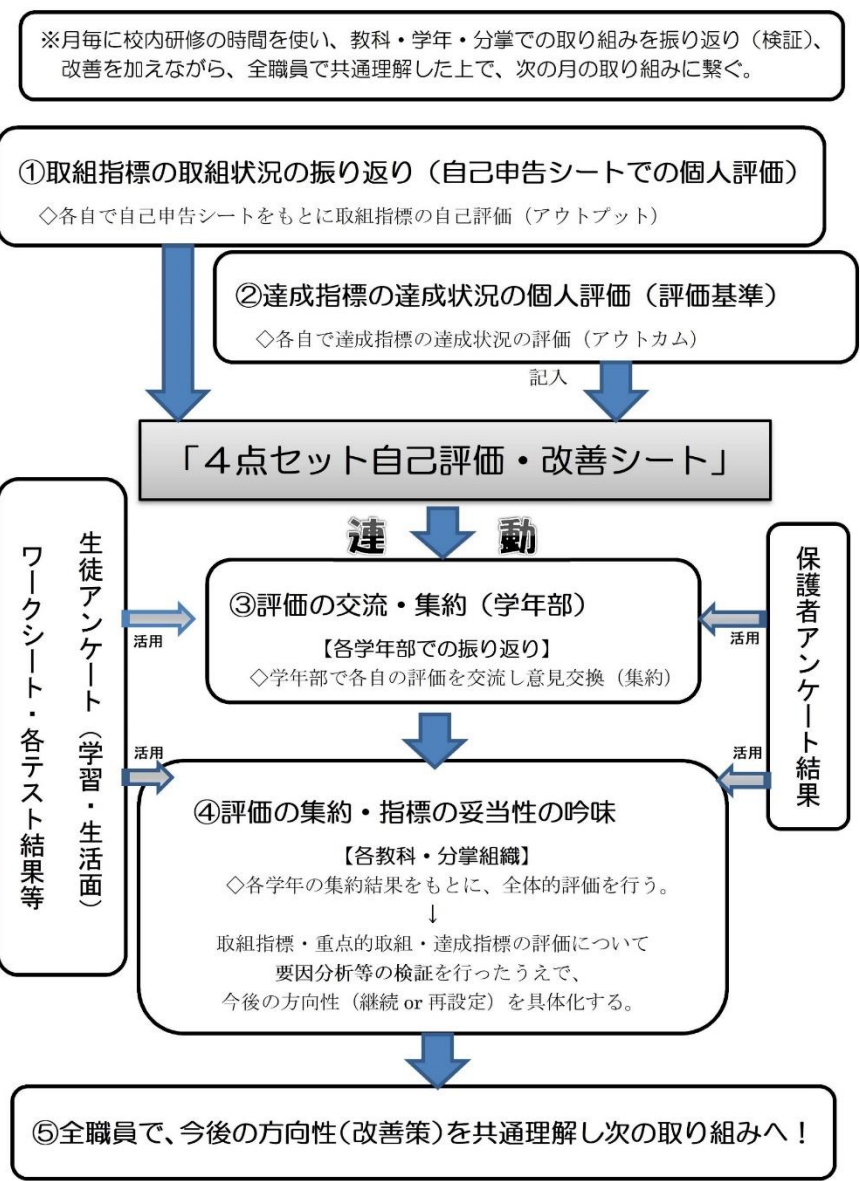 ※月毎に校内研修の時間を使い、教科・学年・分掌での取り組みを振り返り（検証）、
改善を加えながら、全職員で共通理解した上で、次の月の取り組みに繋ぐ。
①取組指標の取組状況の振り返り（自己申告シートでの個人評価）
◇各自で自己申告シートをもとに取組指標の自己評価（アウトプット）
②達成指標の達成状況の個人評価（評価基準）
◇各自で達成指標の達成状況の評価（アウトカム）
記入
「４点セット自己評価・改善シート」
連 動
生徒アンケート（学習・生活面）
ワークシート・各テスト結果等
活用
③評価の交流・集約（学年部）
【各学年部での振り返り】
◇学年部で各自の評価を交流し意見交換（集約）
活用
保護者アンケート結果
活用
④評価の集約・指標の妥当性の吟味
【各教科・分掌組織】
◇各学年の集約結果をもとに、全体的評価を行う。
↓
取組指標・重点的取組・達成指標の評価について
要因分析等の検証を行ったうえで、
今後の方向性（継続 or 再設定）を具体化する。
活用
⑤全職員で、今後の方向性（改善策）を共通理解し次の取り組みへ！